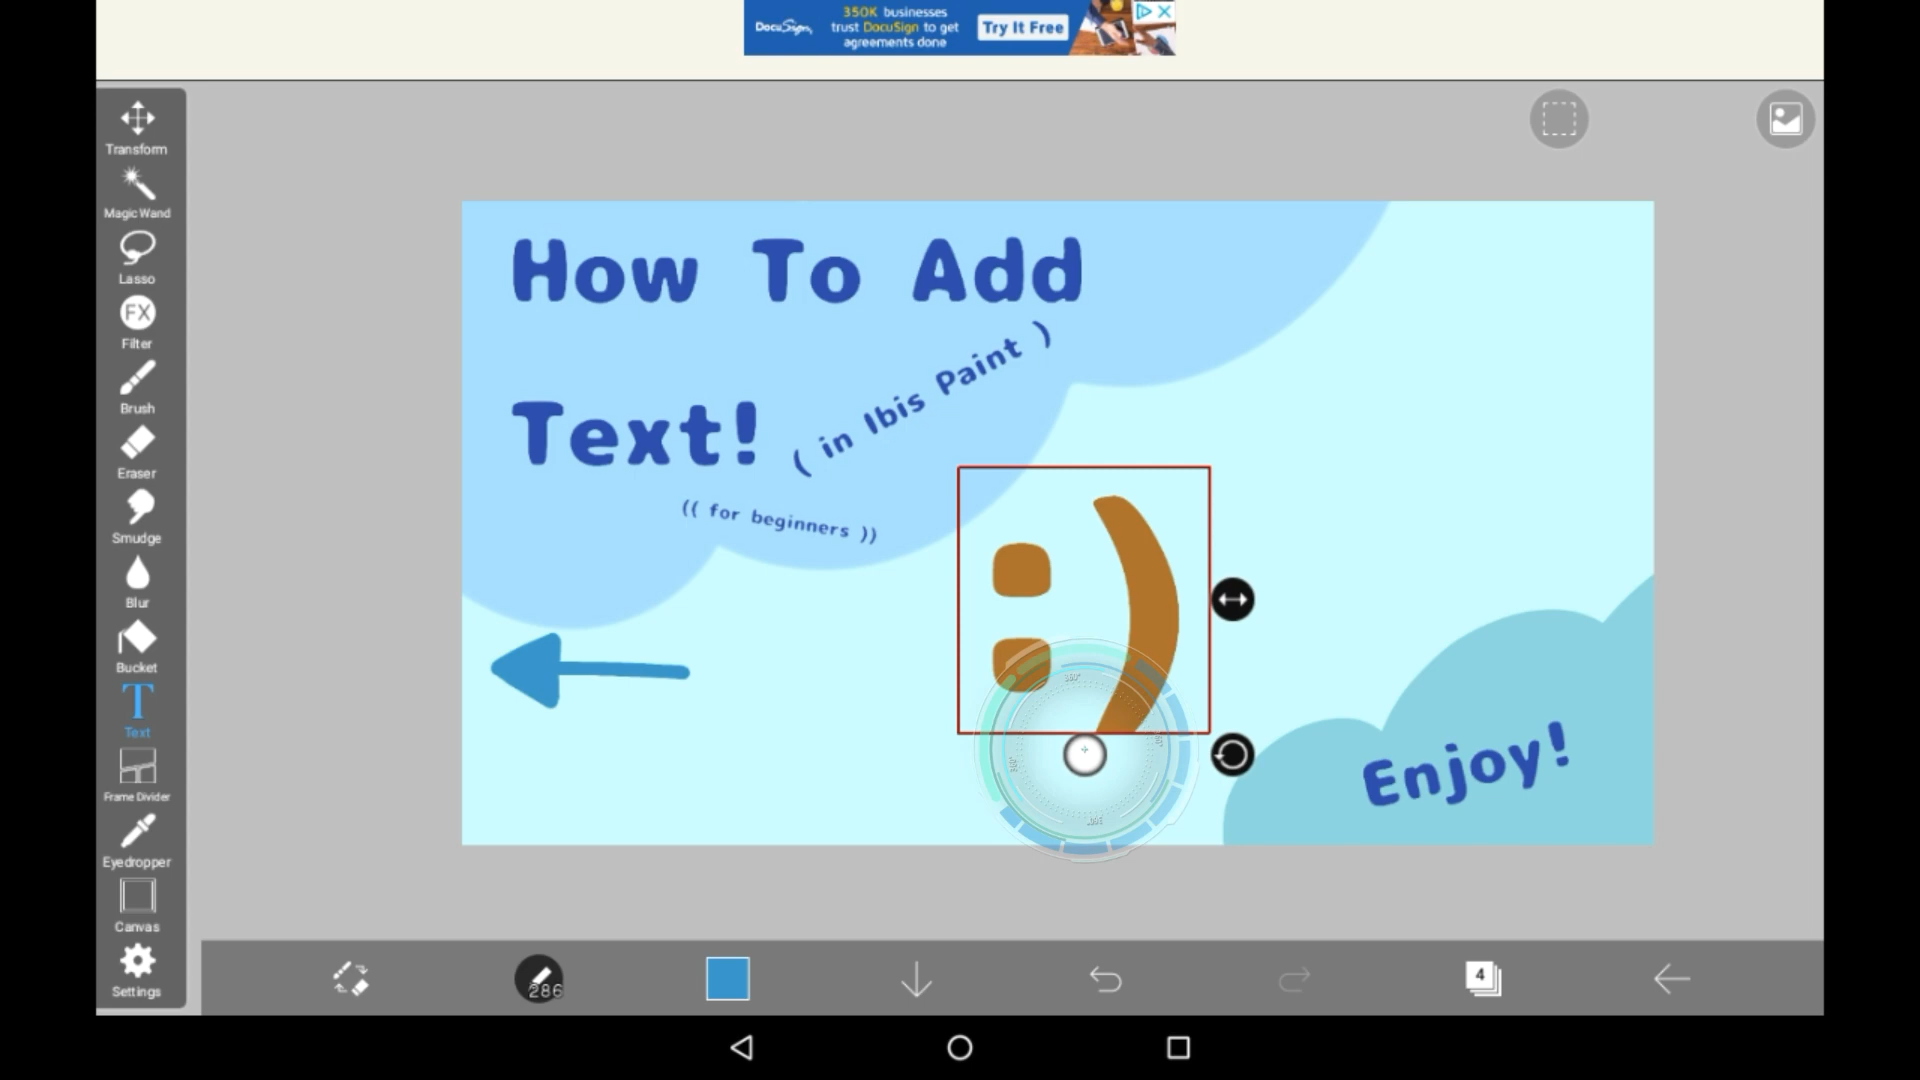 350K businesses
DocuSign trust DocuSign to get Try It Free
agreements done
Transform
Magic Wand
Lasso
FX
Filter
Brush
Eraser
Smudge
Blur
Bucket
T
Text
Frame Divider
Eyedropper
Canvas
Settings
How To Add
Text!
( in Ibis Paint )
(( for beginners ))
:)
Enjoy!
286
4